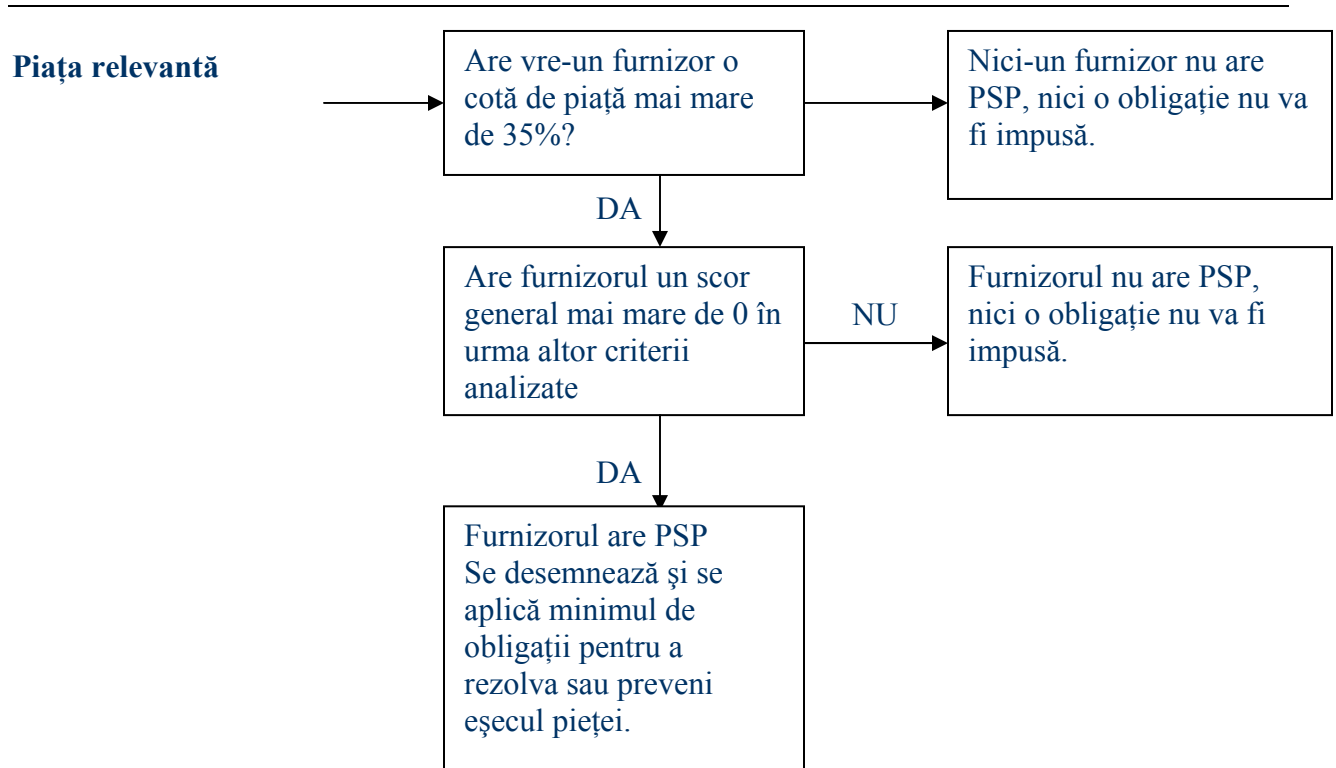 Piața relevantă
Are vre-un furnizor o
cotă de piață mai mare
de 35%?
Nici-un furnizor nu are
PSP, nici o obligație nu va
fi impusă.
DA
Are furnizorul un scor
general mai mare de 0 în
urma altor criterii
analizate
NU
Furnizorul nu are PSP,
nici o obligație nu va fi
impusă.
DA
Furnizorul are PSP
Se desemnează şi se
aplică minimul de
obligații pentru a
rezolva sau preveni
eşecul pieței.